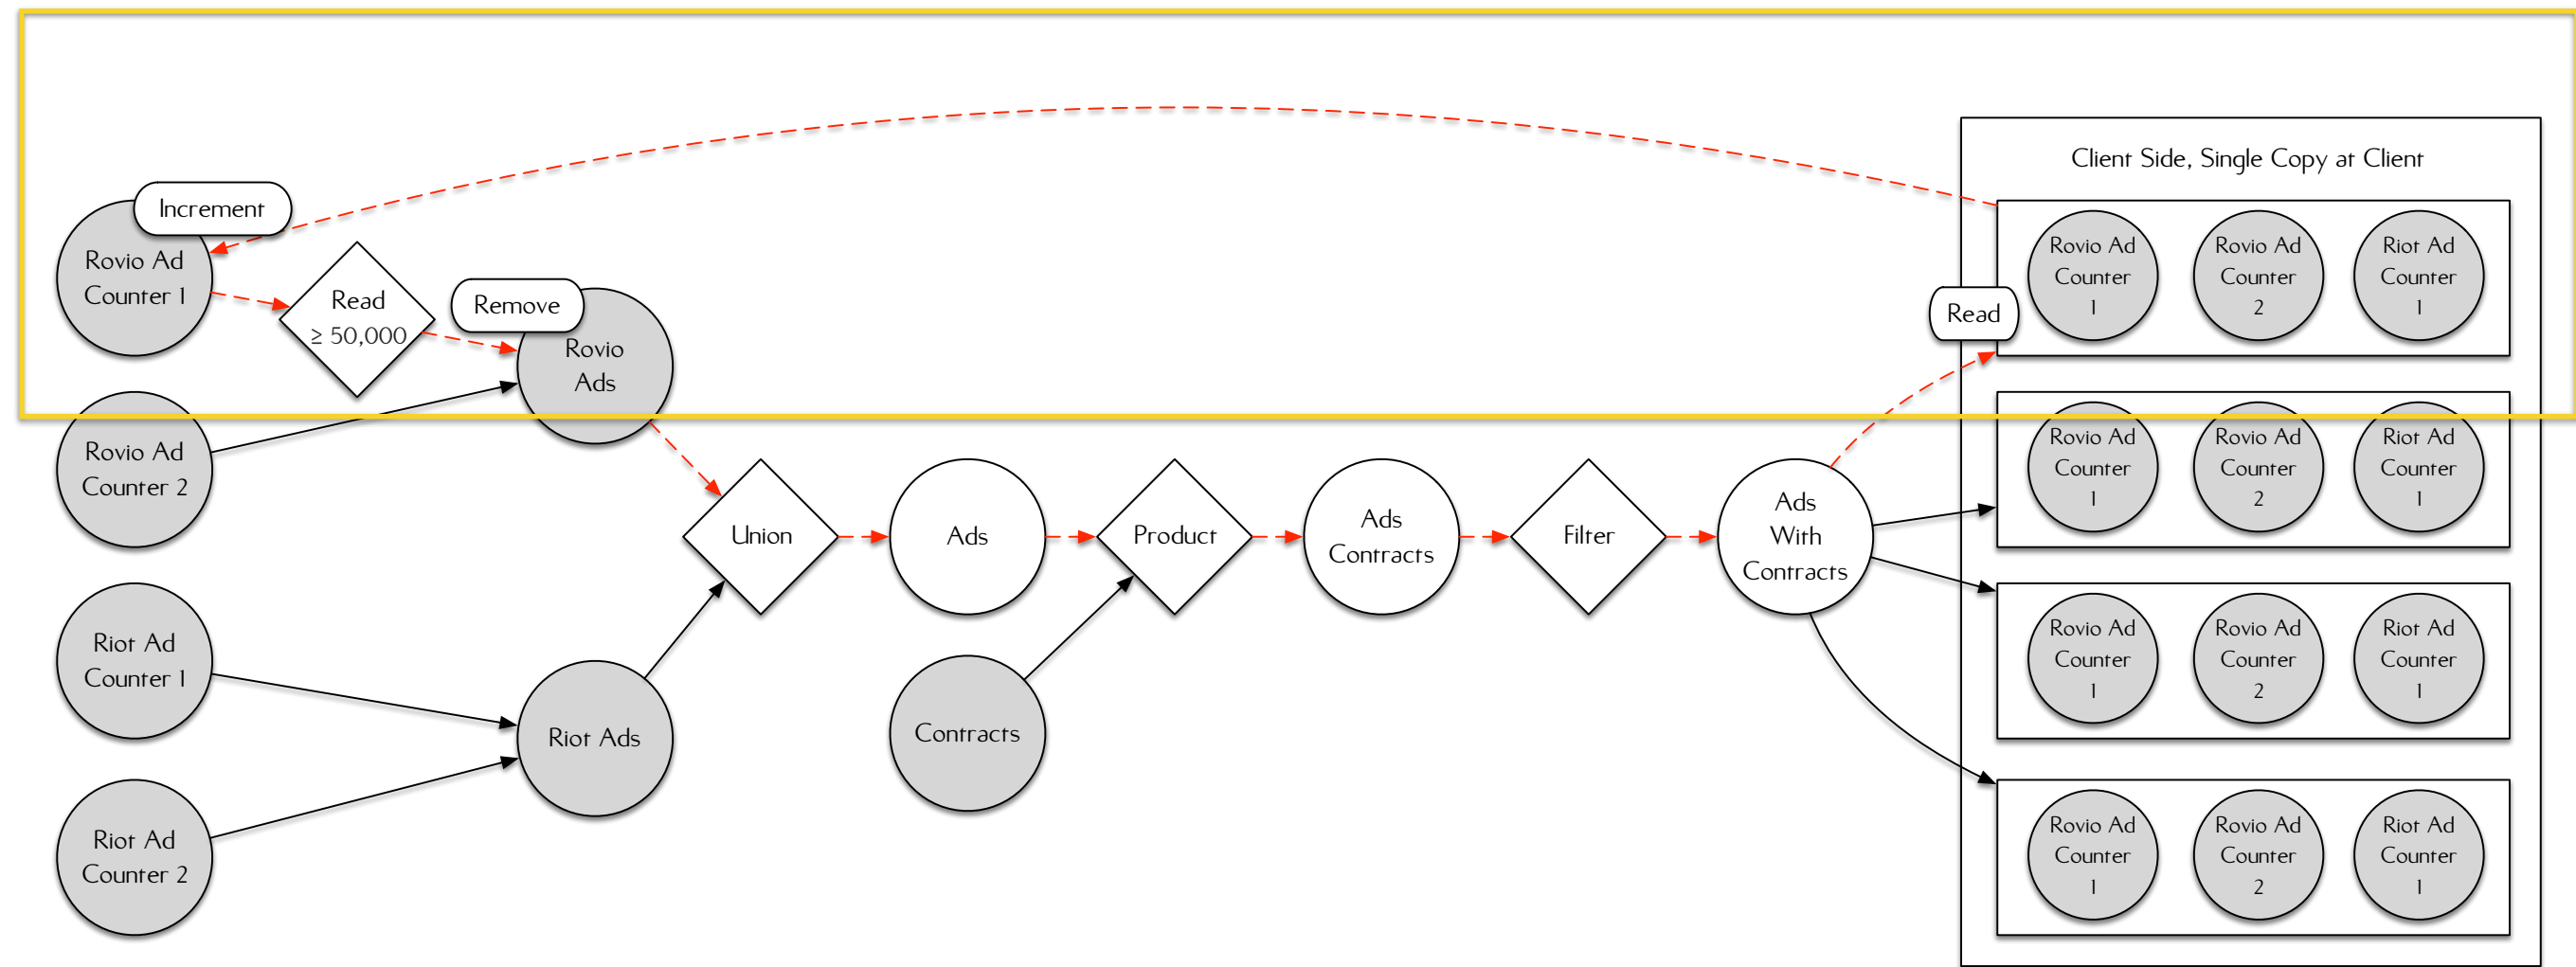 Client Side, Single Copy at Client
Increment
Rovio Ad
Counter 1
Read
≥ 50,000
Remove
Rovio
Ads
Read
Rovio Ad
Counter
1
Rovio Ad
Counter
2
Riot Ad
Counter
1
Rovio Ad
Counter 2
Rovio Ad
Counter
1
Rovio Ad
Counter
2
Riot Ad
Counter
1
Union
Ads
Product
Ads
Contracts
Filter
Ads
With
Contracts
Riot Ad
Counter 1
Riot Ads
Contracts
Rovio Ad
Counter
1
Rovio Ad
Counter
2
Riot Ad
Counter
1
Riot Ad
Counter 2
Rovio Ad
Counter
1
Rovio Ad
Counter
2
Riot Ad
Counter
1